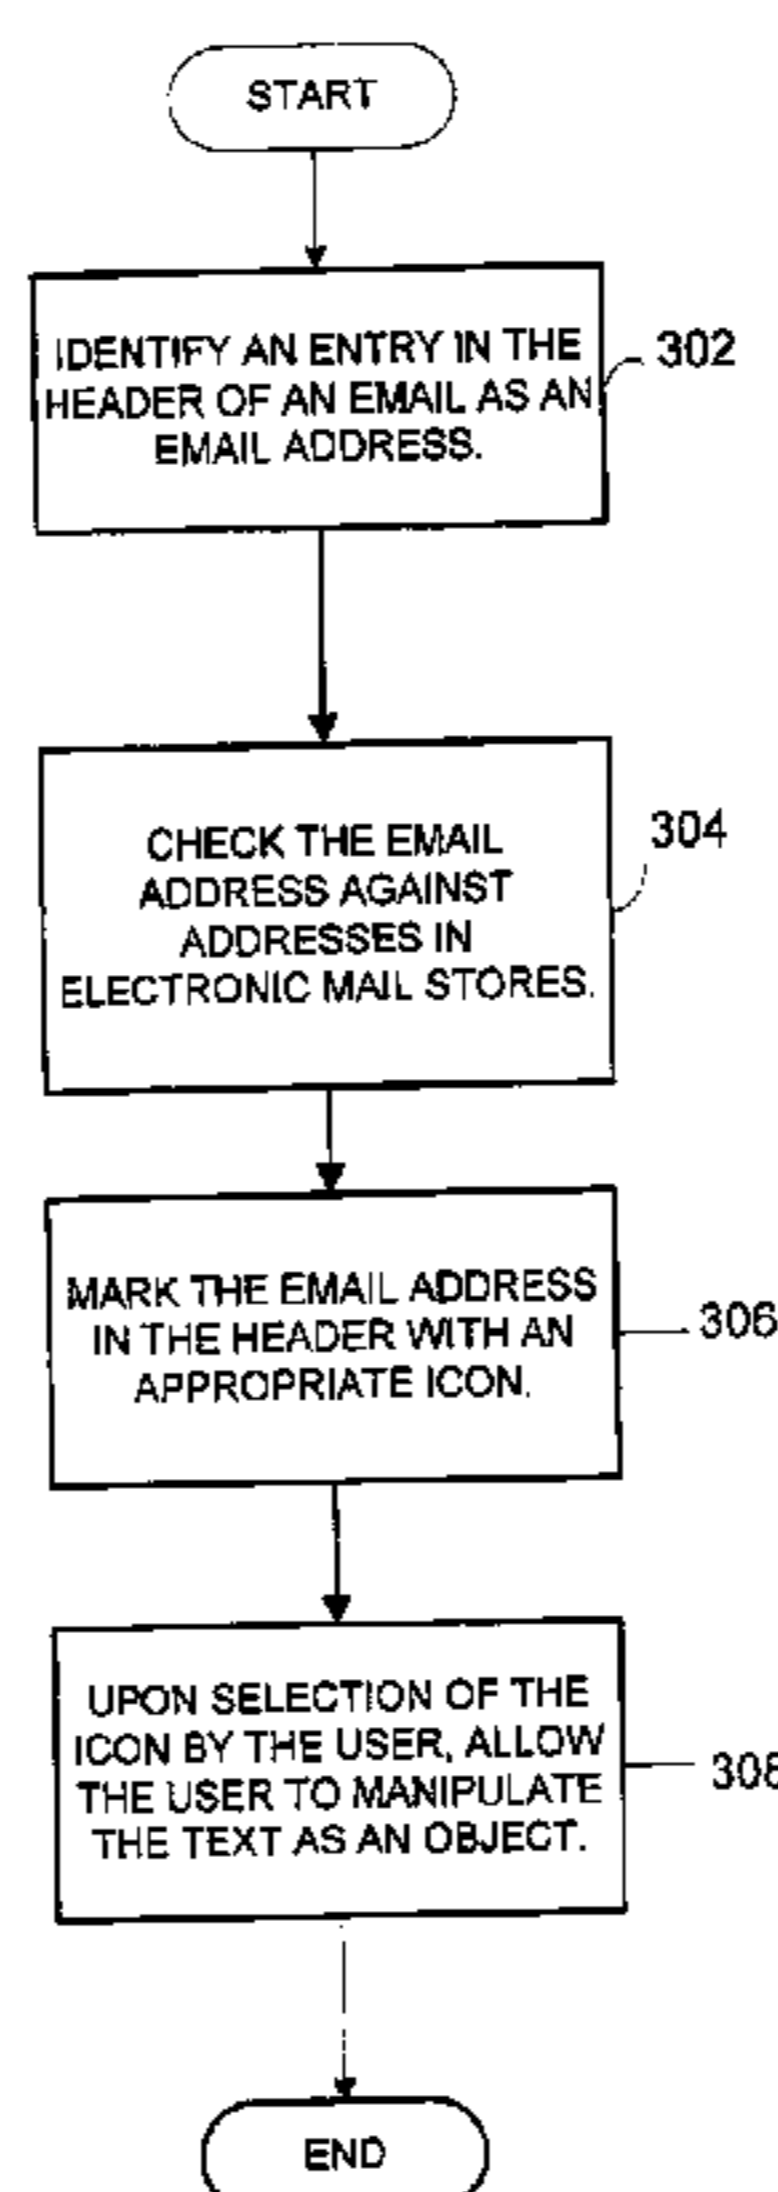 START
IDENTIFY AN ENTRY IN THE
HEADER OF AN EMAIL AS AN
EMAIL ADDRESS.
302
CHECK THE EMAIL
ADDRESS AGAINST
ADDRESSES IN
ELECTRONIC MAIL STORES.
304
MARK THE EMAIL ADDRESS
IN THE HEADER WITH AN
APPROPRIATE ICON.
306
UPON SELECTION OF THE
ICON BY THE USER, ALLOW
THE USER TO MANIPULATE
THE TEXT AS AN OBJECT.
308
END